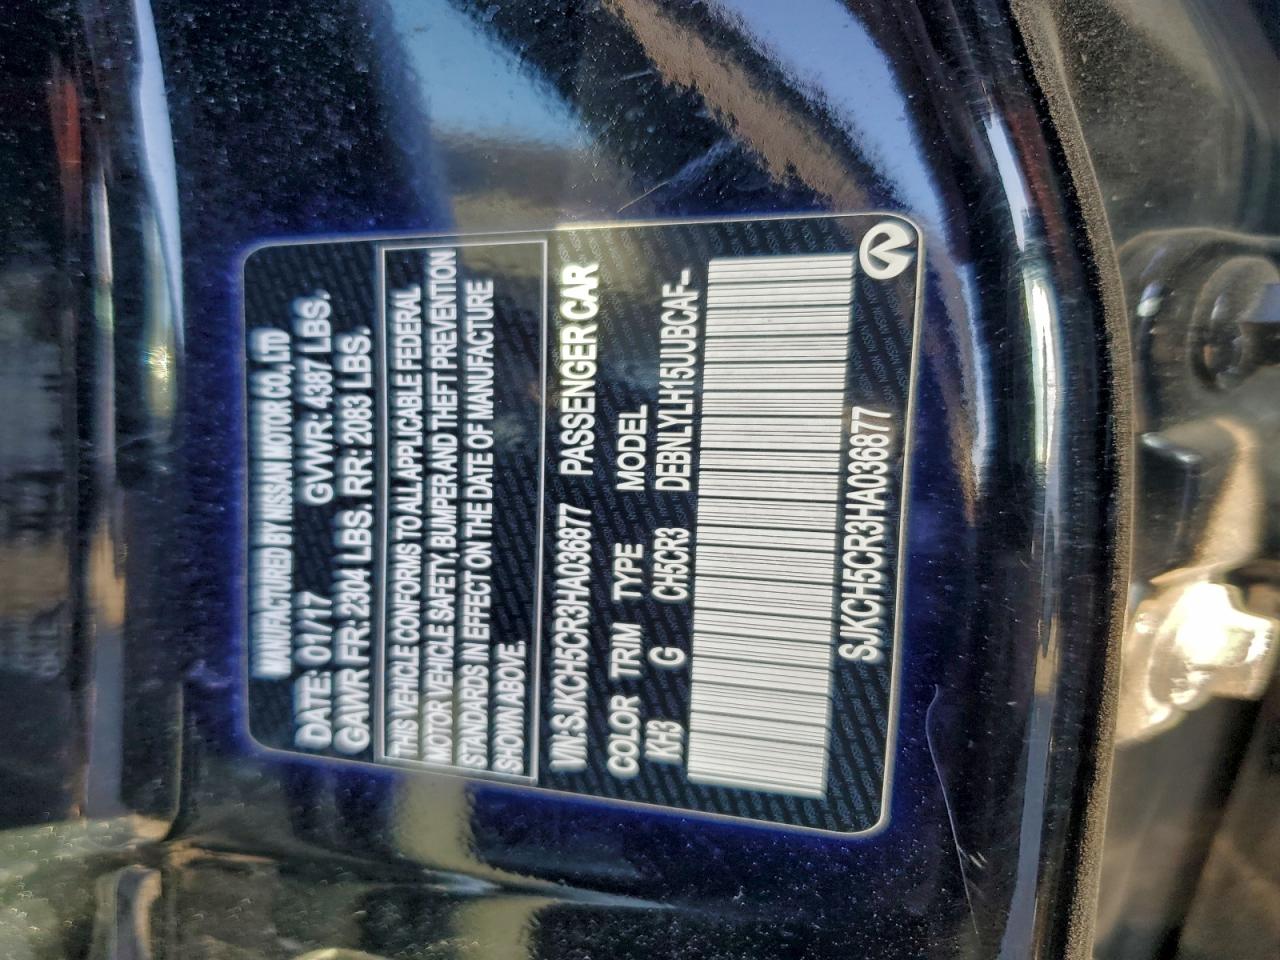 MANUFACTURED BY NISSAN MOTOR CO.,LTD
DATE: 01/17 GVWR: 4387 LBS.
GAWR FR: 2304 LBS. RR: 2083 LBS.
THIS VEHICLE CONFORMS TO ALL APPLICABLE FEDERAL
MOTOR VEHICLE SAFETY, BUMPER AND THEFT PREVENTION
STANDARDS IN EFFECT ON THE DATE OF MANUFACTURE
SHOWN ABOVE.
VIN:SJKCH5CR3HA036877 PASSENGER CAR
COLOR TRM TYPE MODEL
KH3 G CH5CR3 DEBNLYLH15UUBCAF--
SJKCH5CR3HA036877